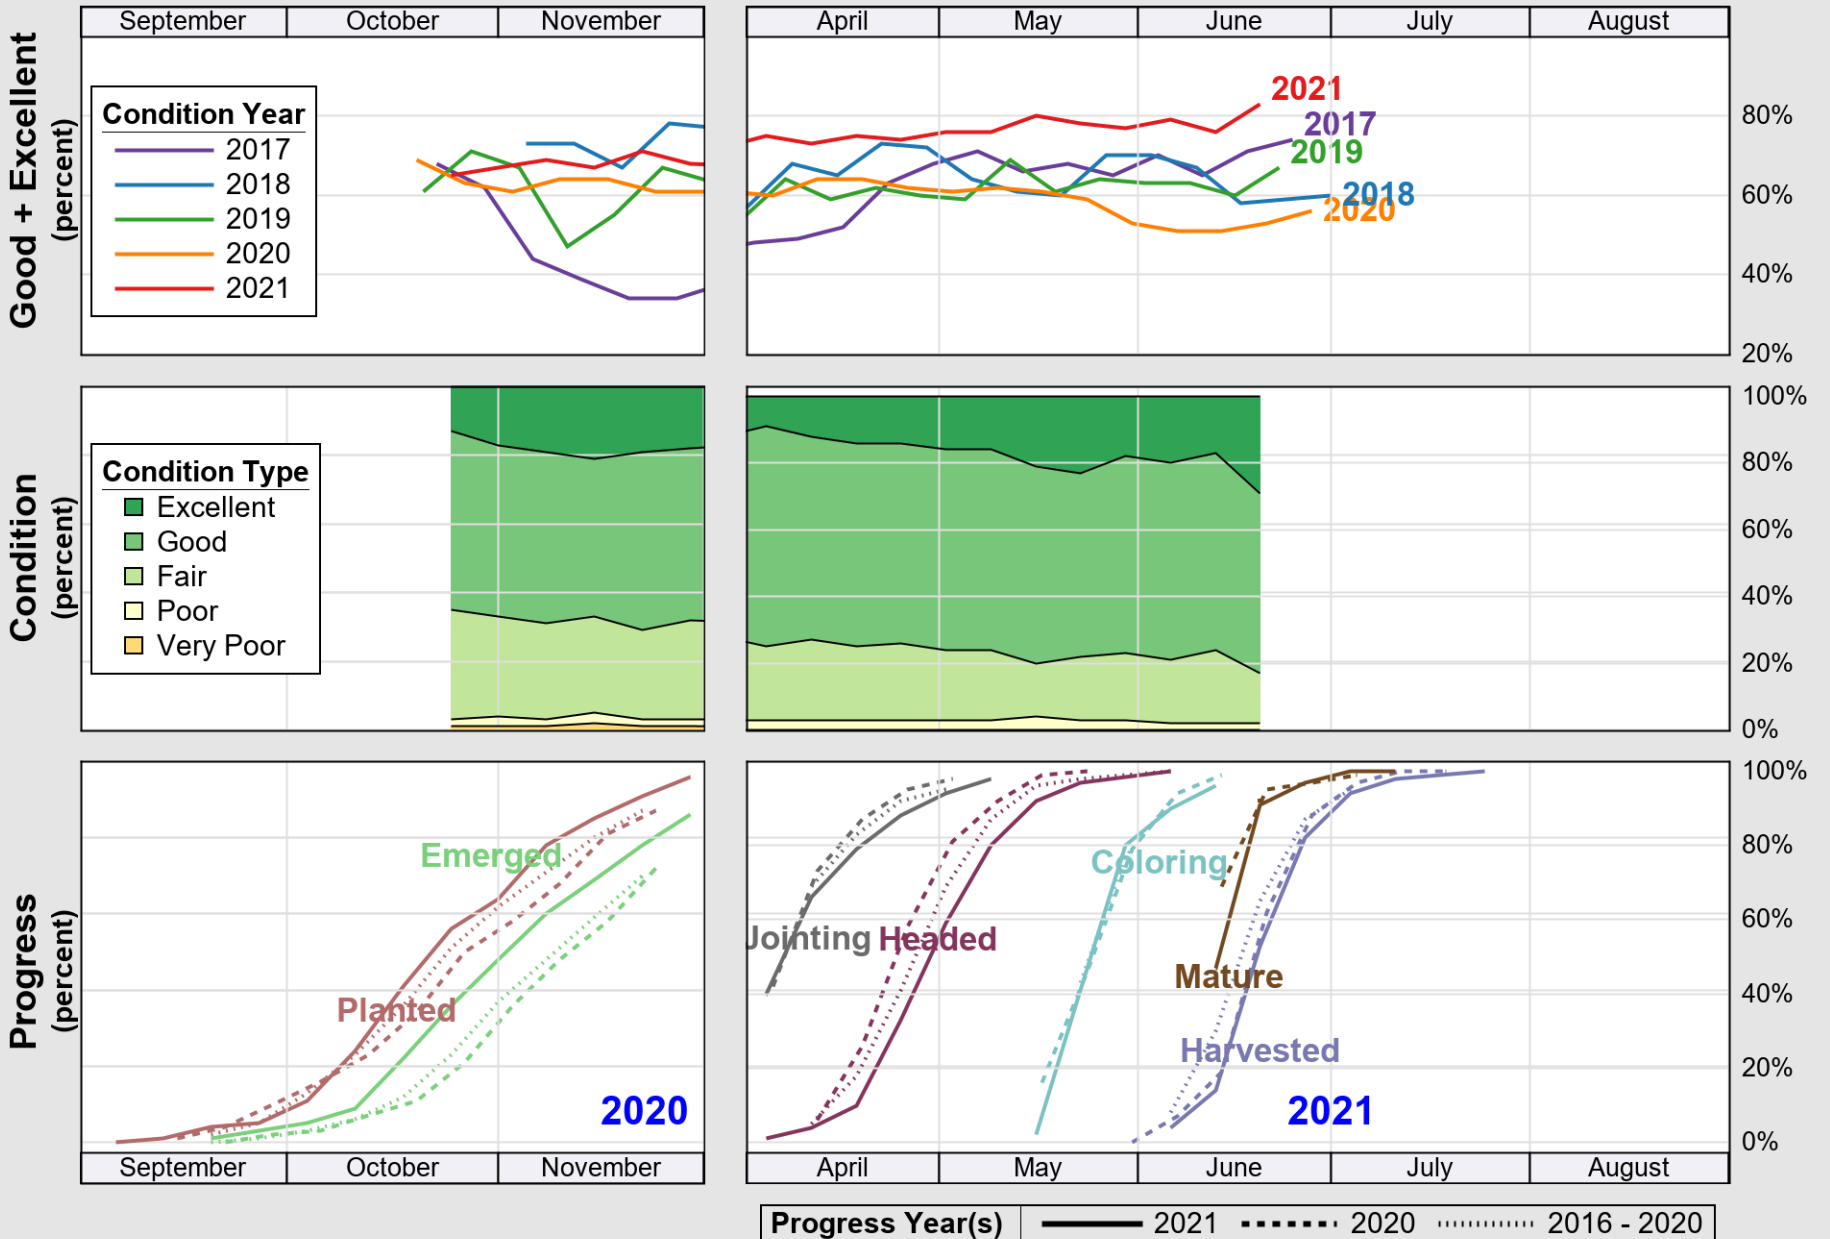 September October November April May June July August
Good + Excellent
(percent)
Condition Year
2017
2018
2019
2020
2021
2021
2017
2019
2018
2020
80%
60%
40%
20%
Condition
(percent)
Condition Type
Excellent
Good
Fair
Poor
Very Poor
100%
80%
60%
40%
20%
0%
Progress
(percent)
Emerged
Planted
2020
Jointing Headed
Coloring
Mature
Harvested
2021
100%
80%
60%
40%
20%
0%
September October November April May June July August
Progress Year(s) 2021 2020 2016 - 2020